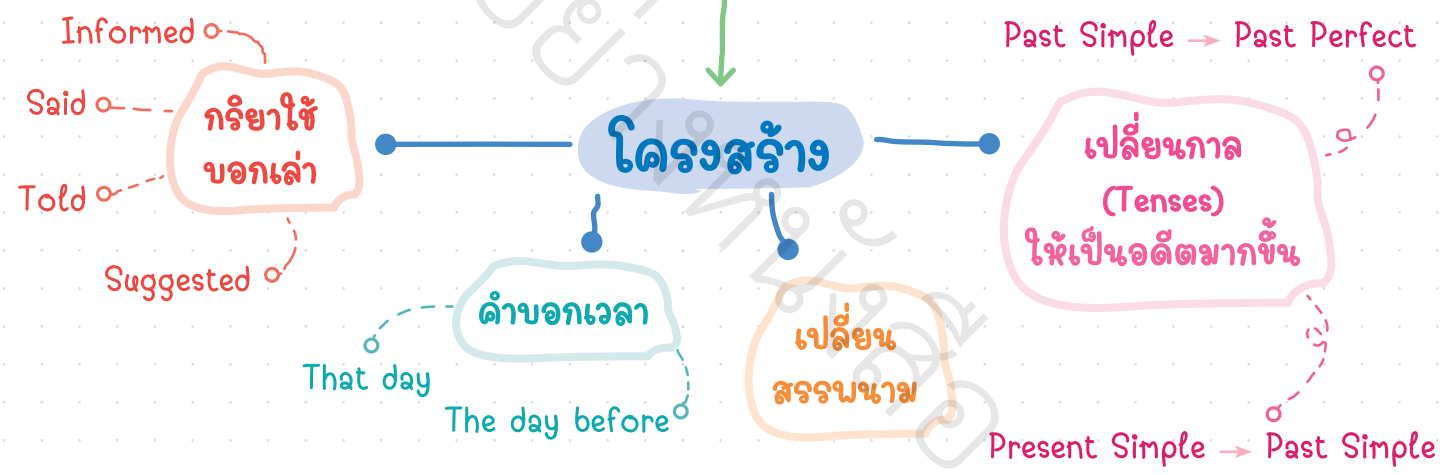 Informed
Said
Told
Suggested
กริยาใช้
บอกเล่า
โครงสร้าง
คำบอกเวลา
That day
The day before
เปลี่ยน
สรรพนาม
Past Simple → Past Perfect
เปลี่ยนกาล
(Tenses)
ให้เป็นอดีตมากขึ้น
Present Simple → Past Simple